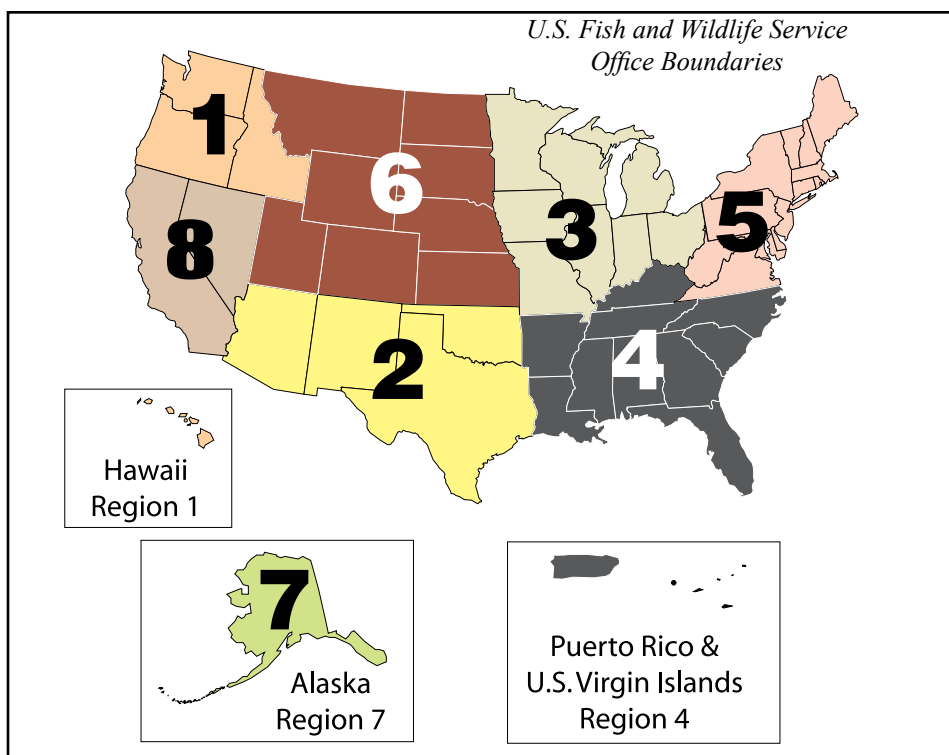 U.S. Fish and Wildlife Service
Office Boundaries
1
6
3
5
8
2
4
Hawaii
Region 1
7
Alaska
Region 7
Puerto Rico &
U.S. Virgin Islands
Region 4